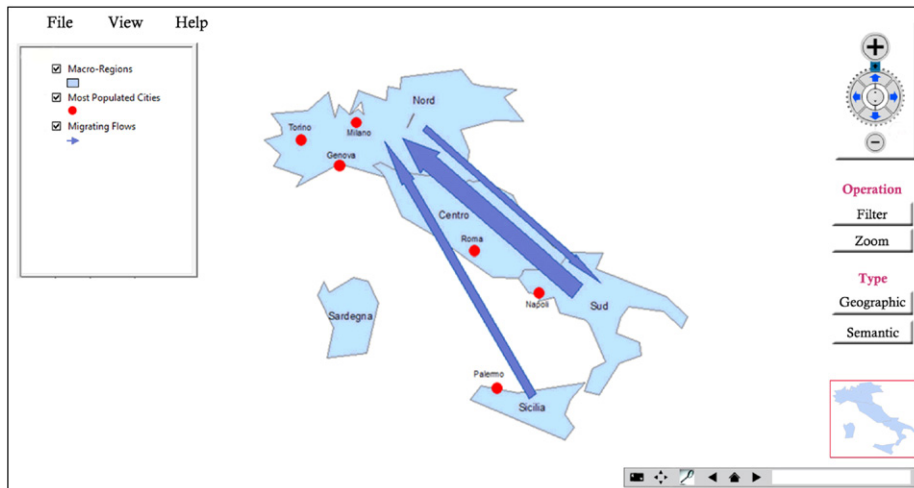 File View Help
Macro-Regions
Most Populated Cities
Migrating Flows
Nord
Torino
Milano
Genova
Centro
Roma
Napoli
Sud
Sardegna
Palermo
Sicilia
Operation
Filter
Zoom
Type
Geographic
Semantic